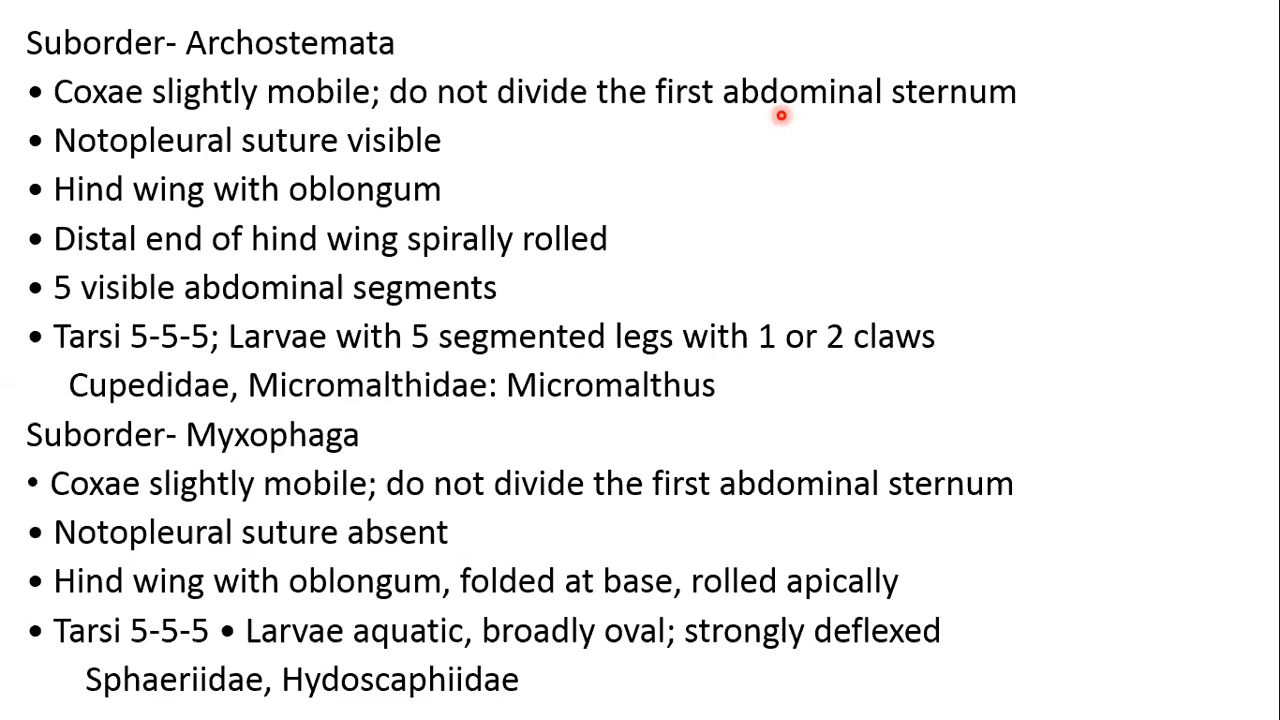 Suborder- Archostemata
• Coxae slightly mobile; do not divide the first abdominal sternum
• Notopleural suture visible
• Hind wing with oblongum
• Distal end of hind wing spirally rolled
• 5 visible abdominal segments
• Tarsi 5-5-5; Larvae with 5 segmented legs with 1 or 2 claws
Cupedidae, Micromalthidae: Micromalthus
Suborder- Myxophaga
• Coxae slightly mobile; do not divide the first abdominal sternum
• Notopleural suture absent
• Hind wing with oblongum, folded at base, rolled apically
• Tarsi 5-5-5 • Larvae aquatic, broadly oval; strongly deflexed
Sphaeriidae, Hydoscaphiidae